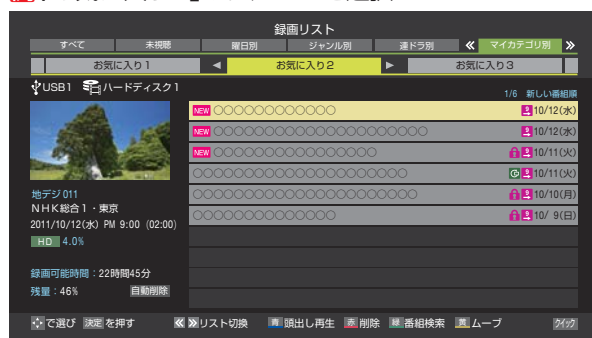 録画リスト
すべて 未視聴 曜日別 ジャンル別 連ドラ別 ≪ マイカテゴリ別 ≫
お気に入り1 ◀ お気に入り2 ▶ お気に入り3
USB1 ハードディスク1
1/6 新しい番組順
NEW ○○○○○○○○○○○○ 10/12(水)
NEW ○○○○○○○○○○○○○○○○○○○○○ 10/12(水)
NEW ○○○○○○○○○○○○○○○○ 10/11(火)
○○○○○○○○○○○○○○○○○○○○○ 10/11(火)
○○○○○○○○○○○○○○○○○○○○○○ 10/10(月)
○○○○○○○○○○○○○○ 10/ 9(日)
地デジ011
NHK総合1・東京
2011/10/12(水) PM 9:00 (02:00)
HD 4.0%
録画可能時間:22時間45分
残量:46% 自動削除
で選び 決定 を押す ≪ ≫リスト切換 青 頭出し再生 赤 削除 緑 番組検索 黄 ムーブ クイック